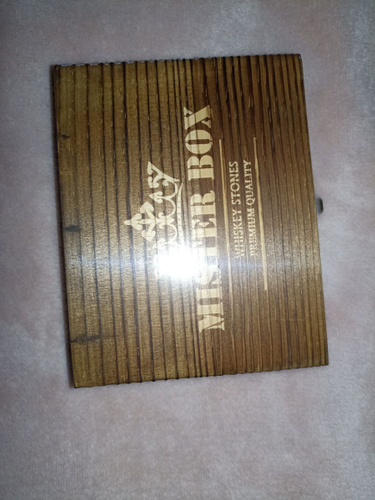 MISTER BOX
WHISKEY STONES
PREMIUM QUALITY